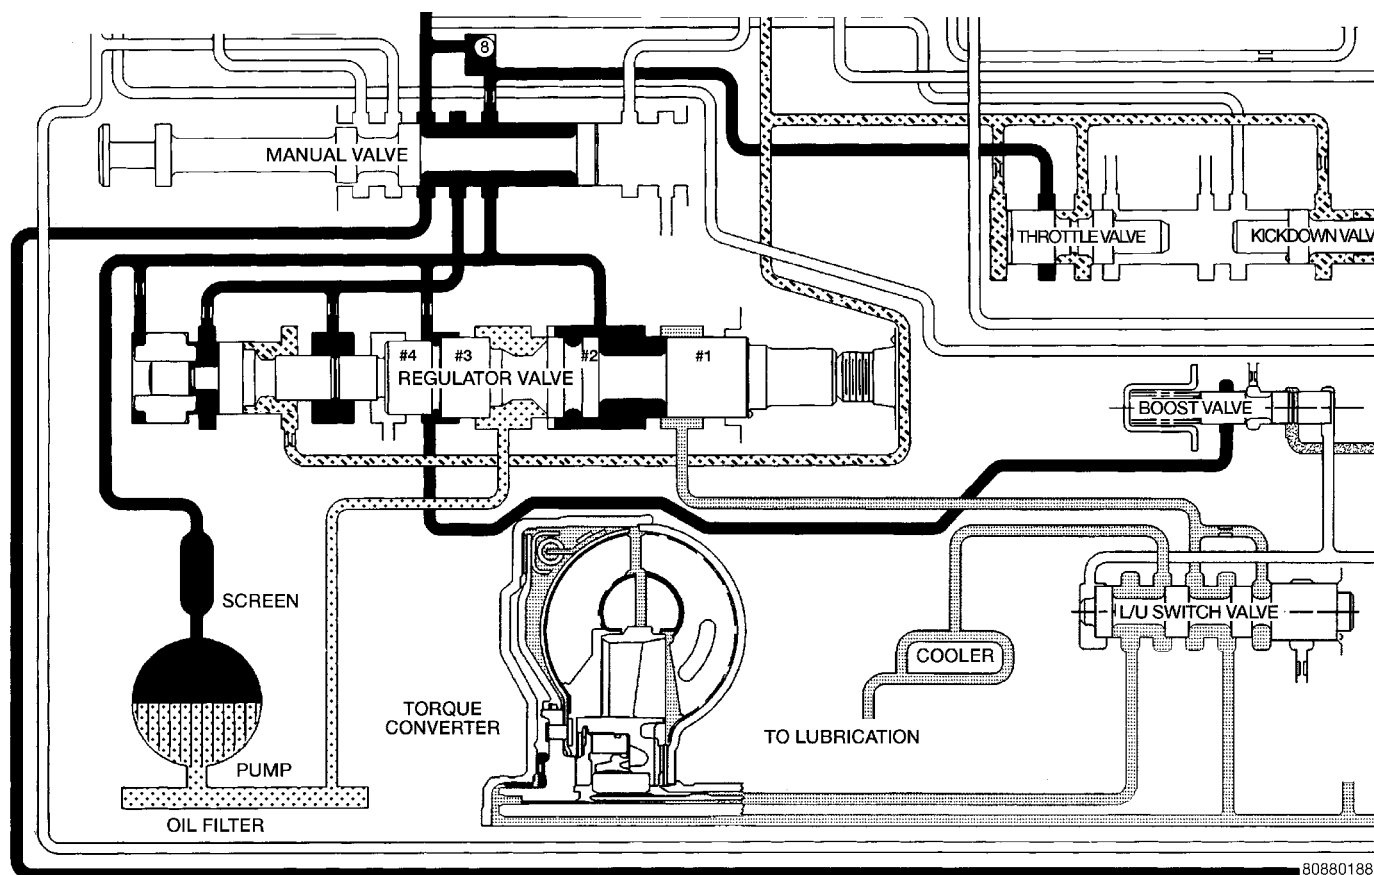 8
MANUAL VALVE
THROTTLE VALVE
KICKDOWN VALV
#4
#3
#2
#1
REGULATOR VALVE
BOOST VALVE
SCREEN
L/U SWITCH VALVE
COOLER
TORQUE
CONVERTER
TO LUBRICATION
PUMP
OIL FILTER
80880188